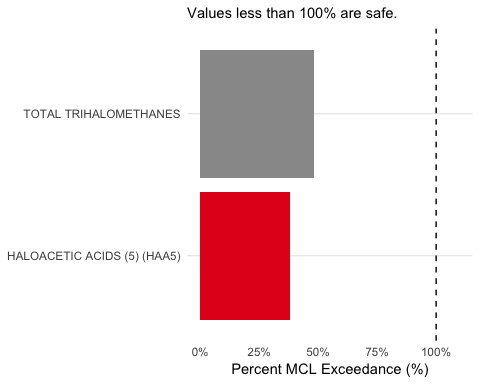 Values less than 100% are safe.
TOTAL TRIHALOMETHANES
HALOACETIC ACIDS (5) (HAA5)
0% 25% 50% 75% 100%
Percent MCL Exceedance (%)